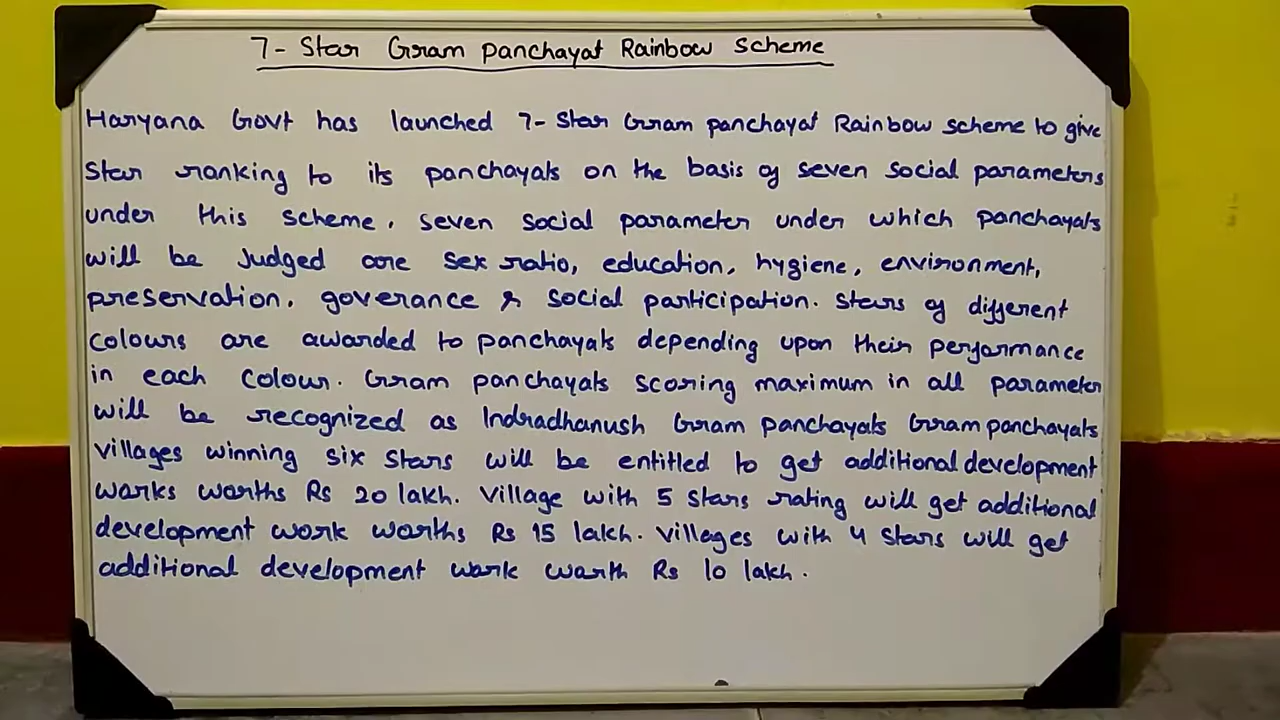 7- Star Gram Panchayat Rainbow Scheme
Haryana Govt has launched 7- Star Gram panchayat Rainbow scheme to give
Star ranking to its panchayats on the basis of seven social parameters
under this scheme. seven social parameter under which panchayats
will be Judged are sex ratio, education, hygiene, environment,
preservation, goverance & social participation. Stars of different
colours are awarded to panchayats depending upon their performance
in each colour. Gram panchayats scoring maximum in all parameter
will be recognized as Indradhanush Gram panchayats Gram panchayats
villages winning six stars will be entitled to get additional development
works worths Rs 20 lakh. Village with 5 stars rating will get additional
development work worths Rs 15 lakh. Villages with 4 stars will get
additional development work worth Rs 10 lakh.